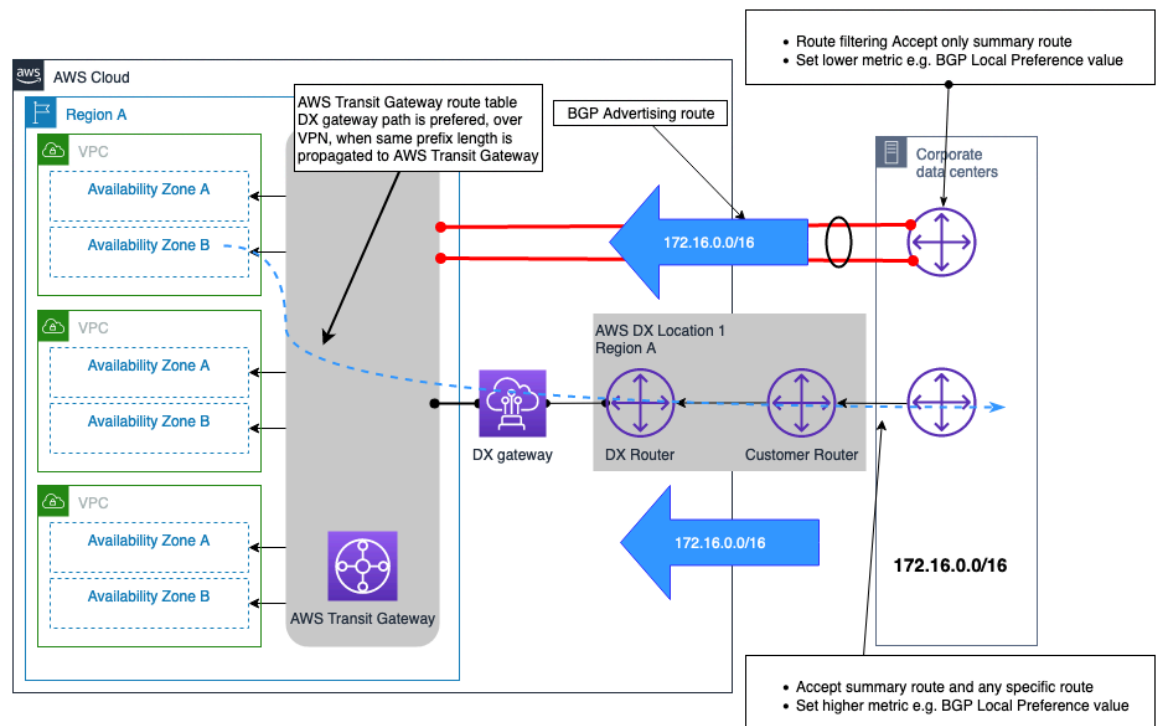 Route filtering Accept only summary route
Set lower metric e.g. BGP Local Preference value
aws
AWS Cloud
Region A
AWS Transit Gateway route table
DX gateway path is prefered, over
VPN, when same prefix length is
propagated to AWS Transit Gateway
BGP Advertising route
Corporate
data centers
VPC
Availability Zone A
Availability Zone B
172.16.0.0/16
VPC
Availability Zone A
Availability Zone B
AWS DX Location 1
Region A
DX gateway
DX Router
Customer Router
VPC
Availability Zone A
Availability Zone B
AWS Transit Gateway
172.16.0.0/16
172.16.0.0/16
Accept summary route and any specific route
Set higher metric e.g. BGP Local Preference value